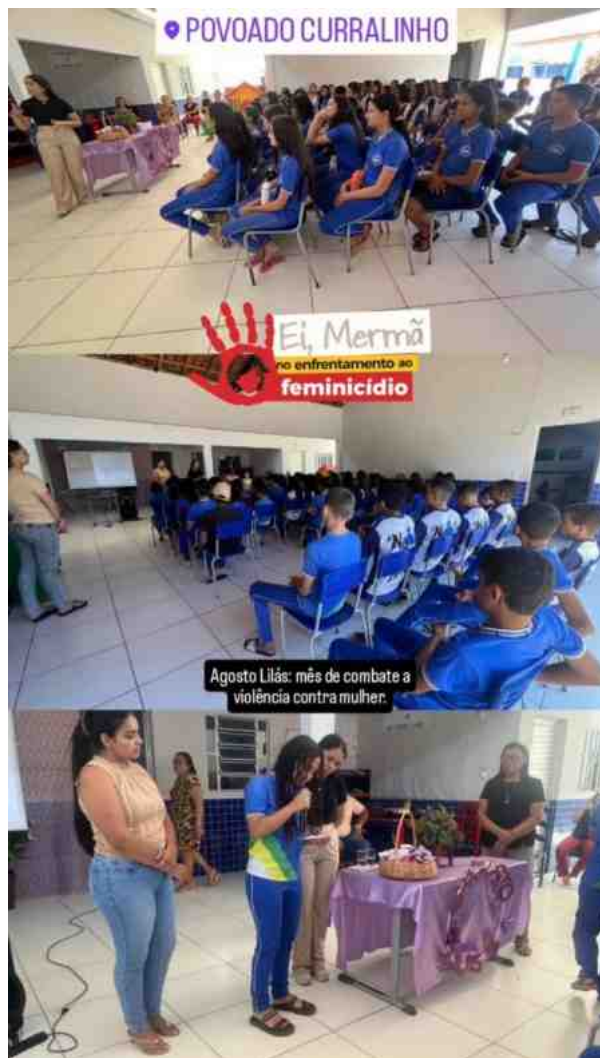 POVOADO CURRALINHO
Ei, Mermã
no enfrentamento ao
feminicídio
Agosto Lilás: mês de combate a
violência contra mulher.